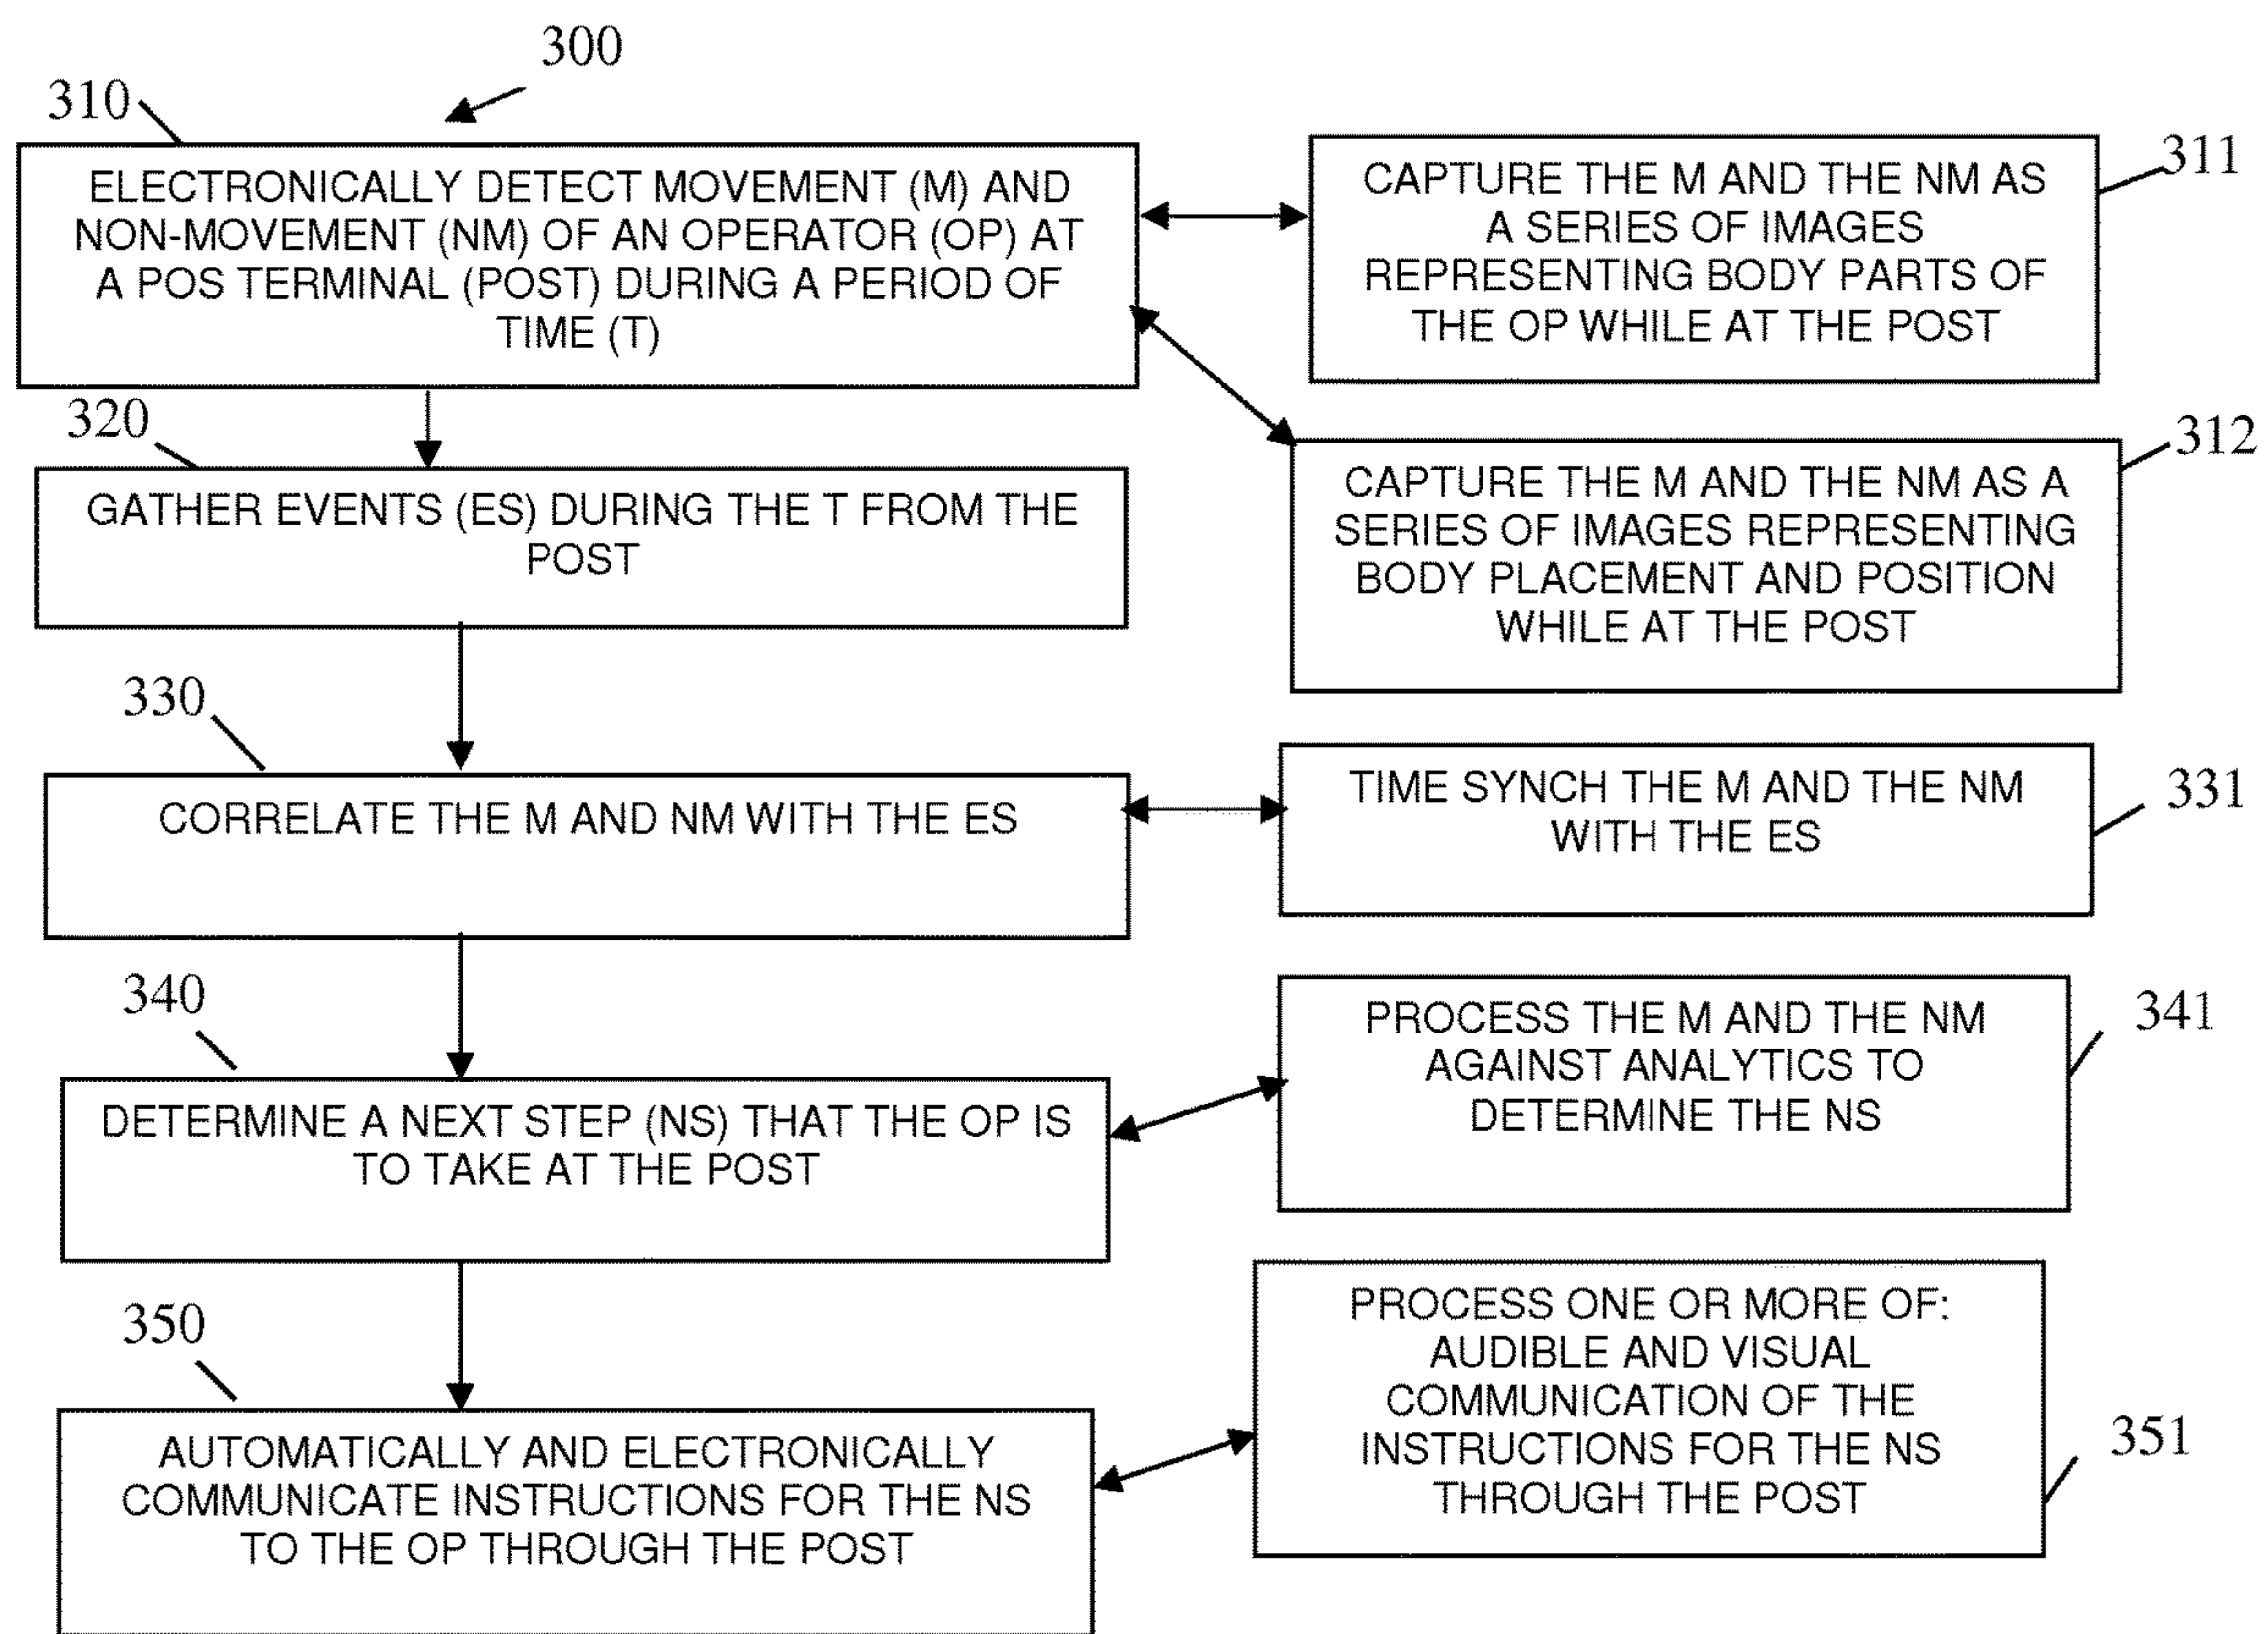 300
310
ELECTRONICALLY DETECT MOVEMENT (M) AND
NON-MOVEMENT (NM) OF AN OPERATOR (OP) AT
A POS TERMINAL (POST) DURING A PERIOD OF
TIME (T)
311
CAPTURE THE M AND THE NM AS
A SERIES OF IMAGES
REPRESENTING BODY PARTS OF
THE OP WHILE AT THE POST
320
GATHER EVENTS (ES) DURING THE T FROM THE
POST
312
CAPTURE THE M AND THE NM AS A
SERIES OF IMAGES REPRESENTING
BODY PLACEMENT AND POSITION
WHILE AT THE POST
330
CORRELATE THE M AND NM WITH THE ES
331
TIME SYNCH THE M AND THE NM
WITH THE ES
340
DETERMINE A NEXT STEP (NS) THAT THE OP IS
TO TAKE AT THE POST
341
PROCESS THE M AND THE NM
AGAINST ANALYTICS TO
DETERMINE THE NS
350
AUTOMATICALLY AND ELECTRONICALLY
COMMUNICATE INSTRUCTIONS FOR THE NS
TO THE OP THROUGH THE POST
351
PROCESS ONE OR MORE OF:
AUDIBLE AND VISUAL
COMMUNICATION OF THE
INSTRUCTIONS FOR THE NS
THROUGH THE POST